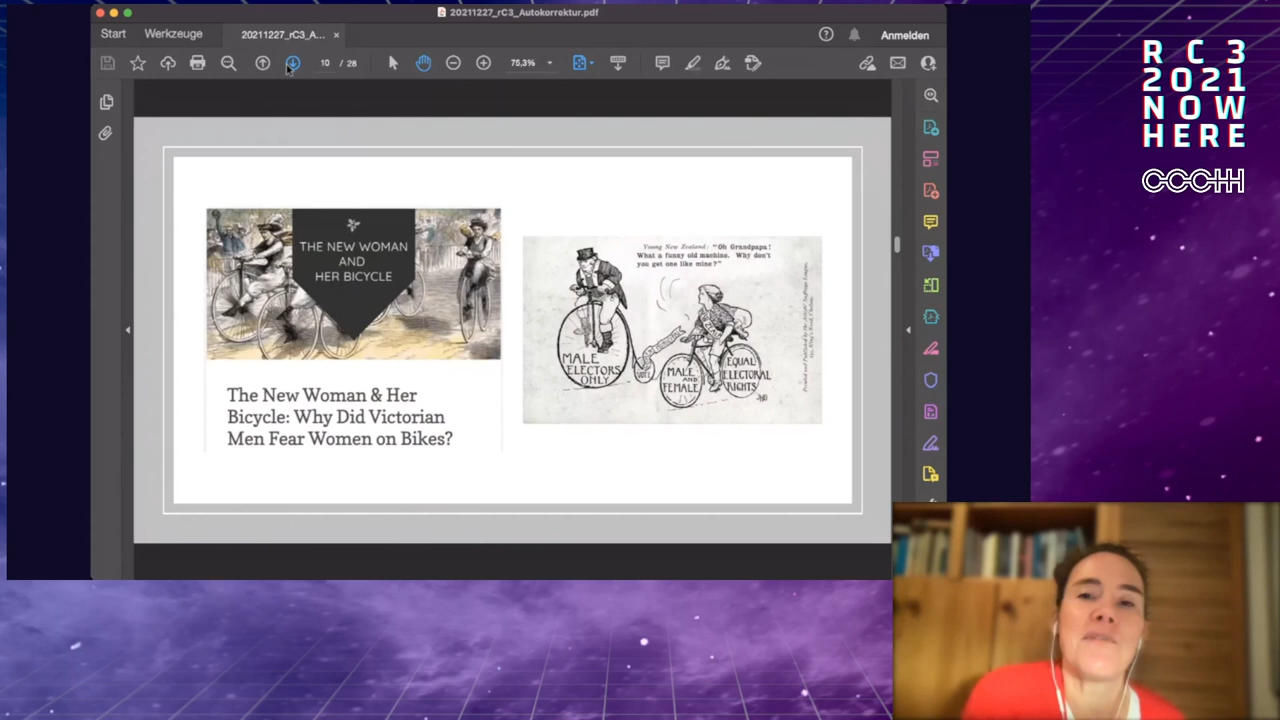 20211227_rC3_Autokorrektur.pdf
Start
Werkzeuge
20211227_rC3_A...
Anmelden
10 / 28
75,3%
THE NEW WOMAN
AND
HER BICYCLE
The New Woman & Her
Bicycle: Why Did Victorian
Men Fear Women on Bikes?
Young New Zealand: "Oh Grandpapa!
What a funny old machine. Why don't
you get one like mine?"
MALE
ELECTORS
ONLY
MALE
AND
FEMALE
EQUAL
ELECTORAL
RIGHTS
R C 3
2021
NOW
HERE
CCCHH